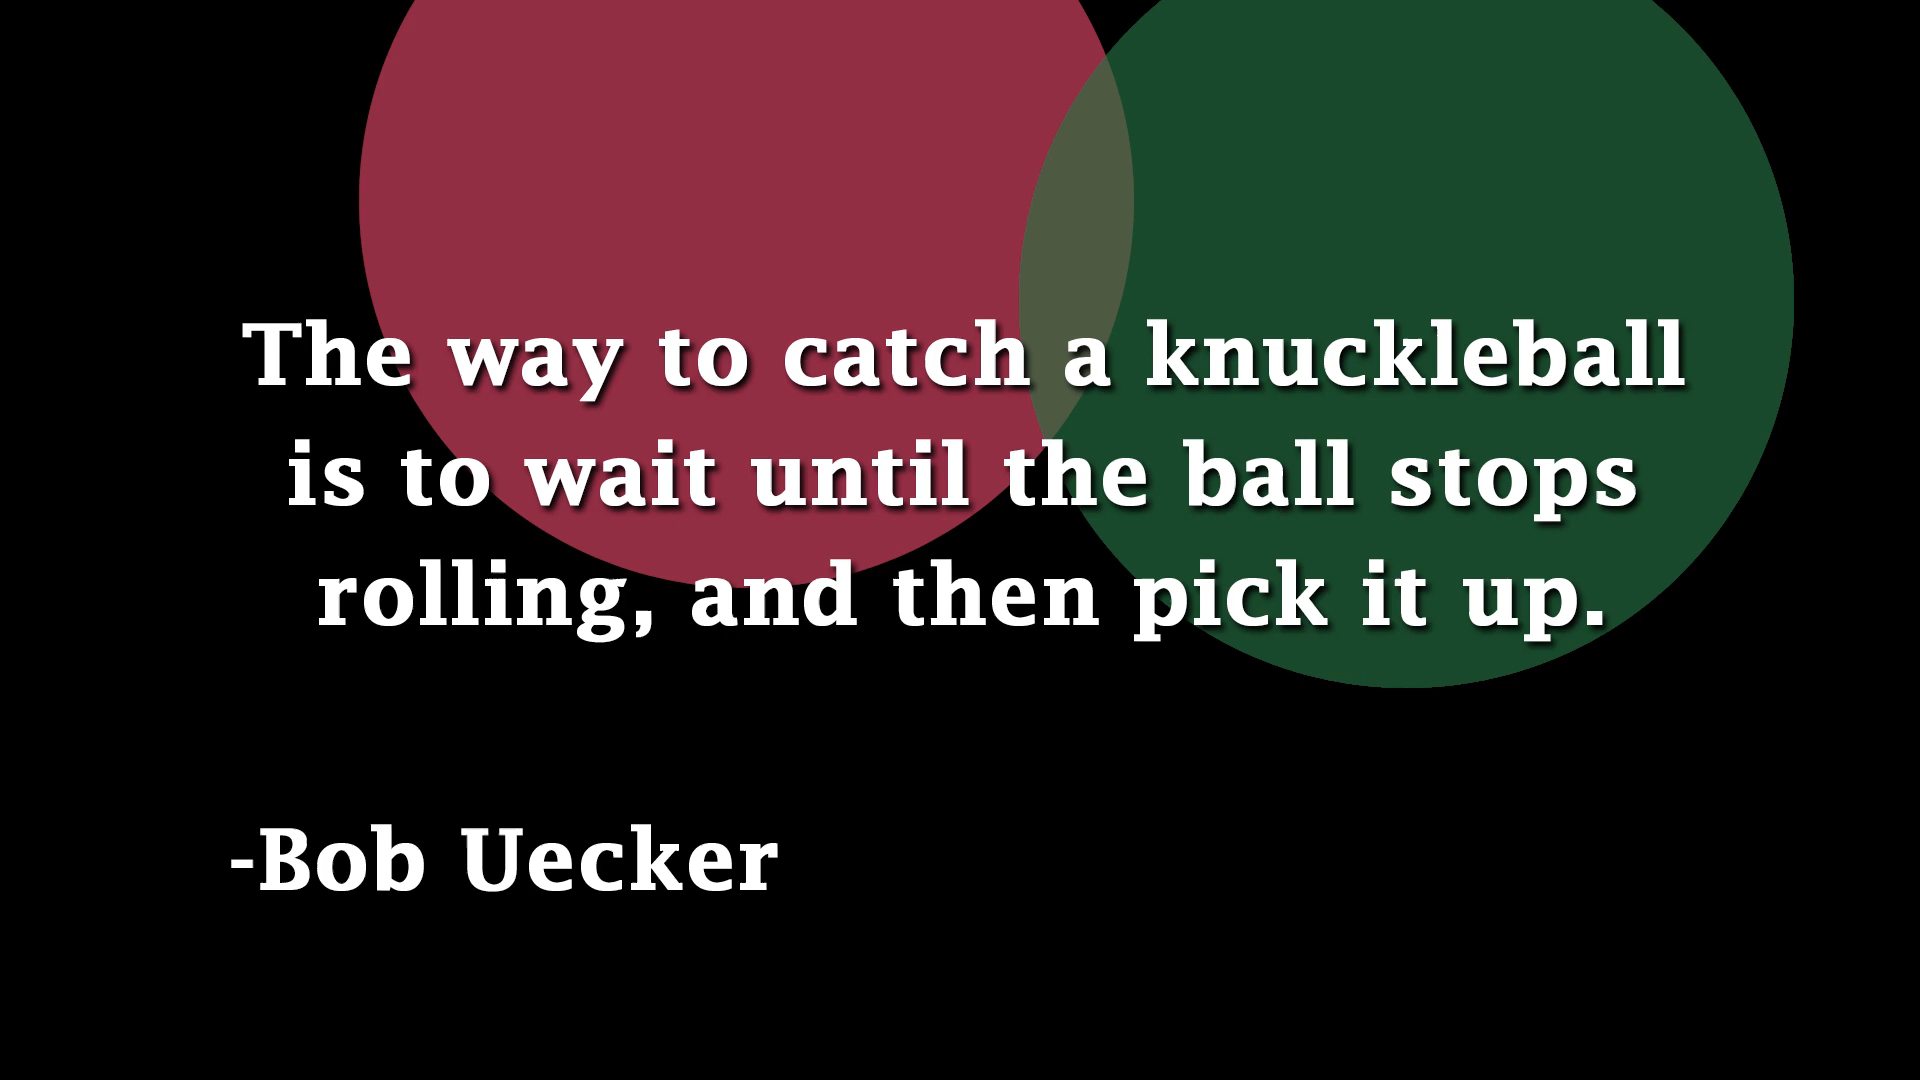 The way to catch a knuckleball
is to wait until the ball stops
rolling, and then pick it up.
-Bob Uecker